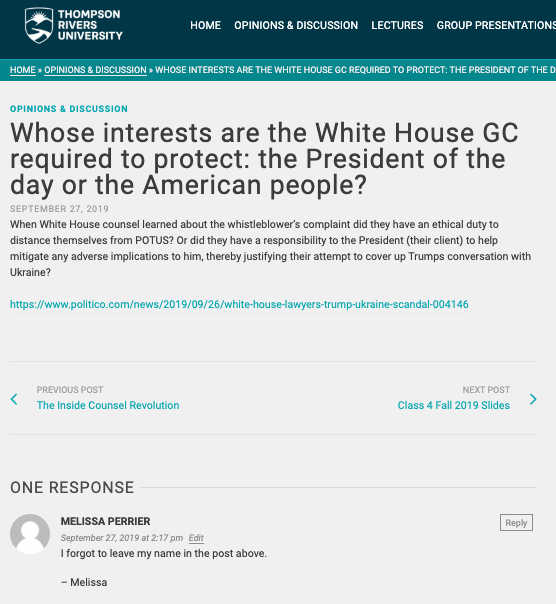 THOMPSON
RIVERS
UNIVERSITY
HOME OPINIONS & DISCUSSION LECTURES GROUP PRESENTATIONS
HOME » OPINIONS & DISCUSSION » WHOSE INTERESTS ARE THE WHITE HOUSE GC REQUIRED TO PROTECT: THE PRESIDENT OF THE D
OPINIONS & DISCUSSION
Whose interests are the White House GC
required to protect: the President of the
day or the American people?
SEPTEMBER 27, 2019
When White House counsel learned about the whistleblower's complaint did they have an ethical duty to
distance themselves from POTUS? Or did they have a responsibility to the President (their client) to help
mitigate any adverse implications to him, thereby justifying their attempt to cover up Trumps conversation with
Ukraine?
https://www.politico.com/news/2019/09/26/white-house-lawyers-trump-ukraine-scandal-004146
PREVIOUS POST
The Inside Counsel Revolution
NEXT POST
Class 4 Fall 2019 Slides
ONE RESPONSE
MELISSA PERRIER
Reply
September 27, 2019 at 2:17 pm Edit
I forgot to leave my name in the post above.
– Melissa